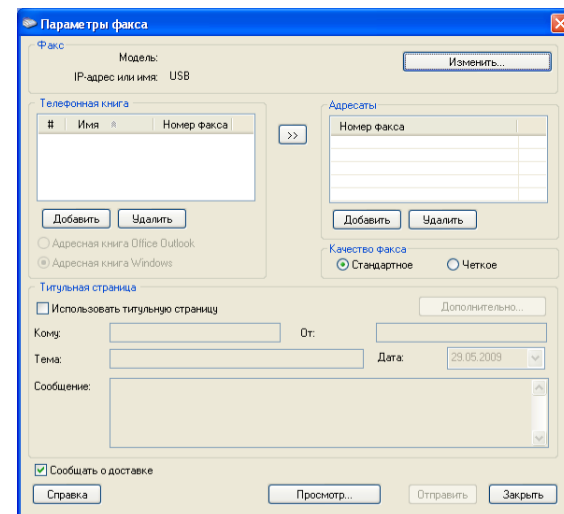 Параметры факса
Факс
Модель:
IP-адрес или имя: USB
Изменить...
Телефонная книга
# Имя Номер факса
>>
Добавить Удалить
Адресная книга Office Outlook
Адресная книга Windows
Адресаты
Номер факса
Добавить Удалить
Качество факса
Стандартное Четкое
Титульная страница
Использовать титульную страницу
Дополнительно...
Кому: От:
Тема: Дата: 29.05.2009
Сообщение:
Сообщать о доставке
Справка Просмотр... Отправить Закрыть